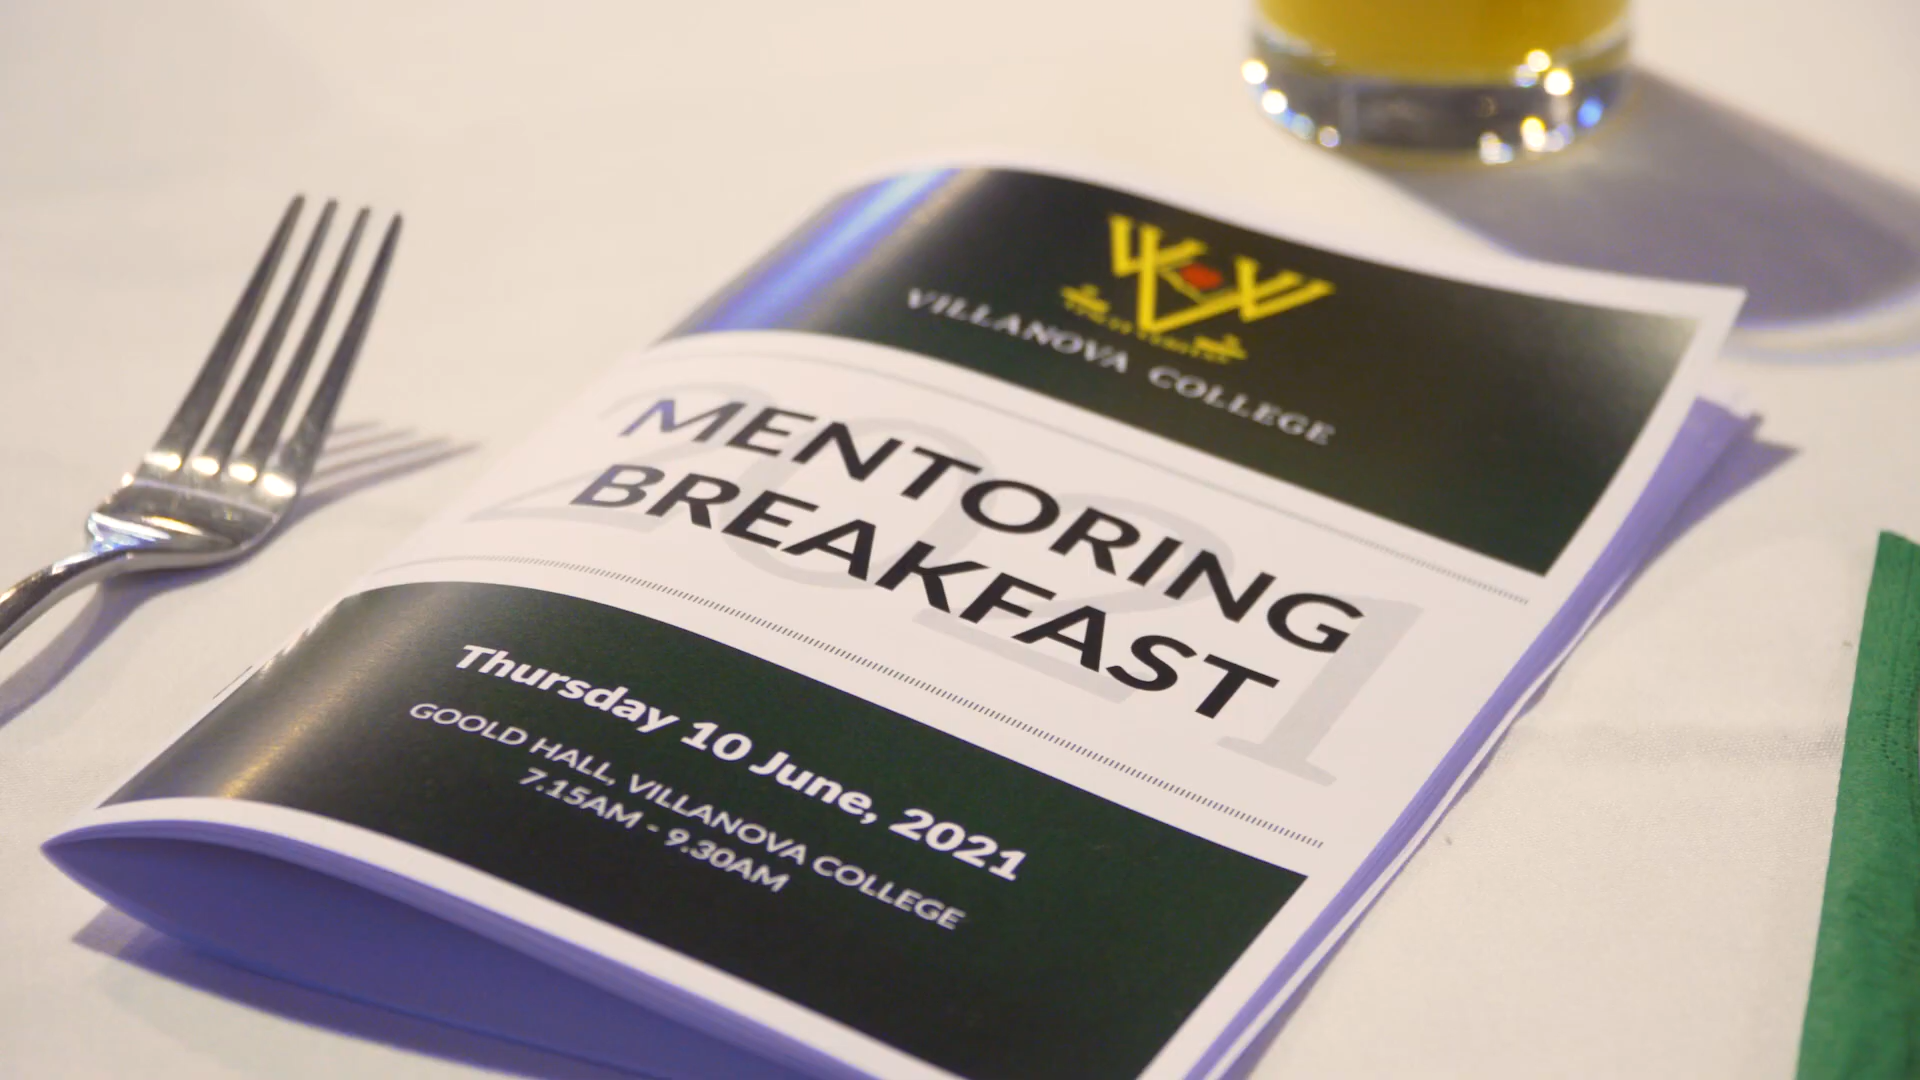 VILLANOVA COLLEGE
2021
MENTORING
BREAKFAST
Thursday 10 June, 2021
GOOLD HALL, VILLANOVA COLLEGE
7.15AM - 9.30AM